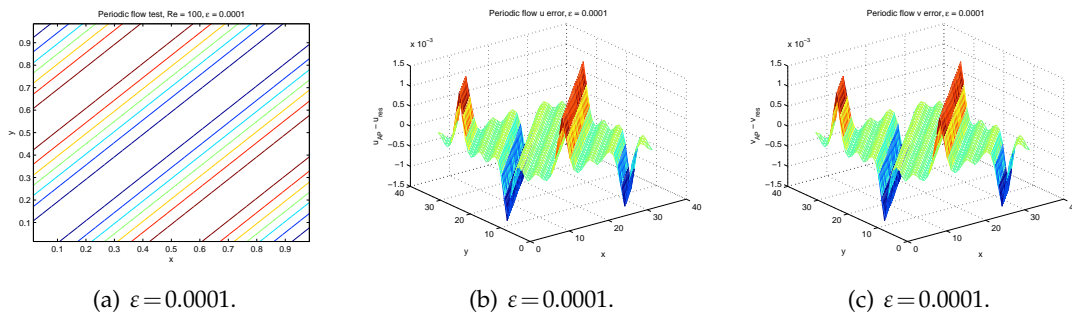 Periodic flow test, Re = 100, ε = 0.0001
0.9
0.8
0.7
0.6
0.5
0.4
0.3
0.2
0.1
y
0.1 0.2 0.3 0.4 0.5 0.6 0.7 0.8 0.9
x
(a) ε=0.0001.
Periodic flow u error, ε = 0.0001
x 10⁻³
1.5
1
0.5
0
−0.5
−1
−1.5
u_AP − u_res
40
30
20
10
0
y
0
10
20
30
40
x
(b) ε=0.0001.
Periodic flow v error, ε = 0.0001
x 10⁻³
1.5
1
0.5
0
−0.5
−1
−1.5
v_AP − v_res
40
30
20
10
0
y
0
10
20
30
40
x
(c) ε=0.0001.